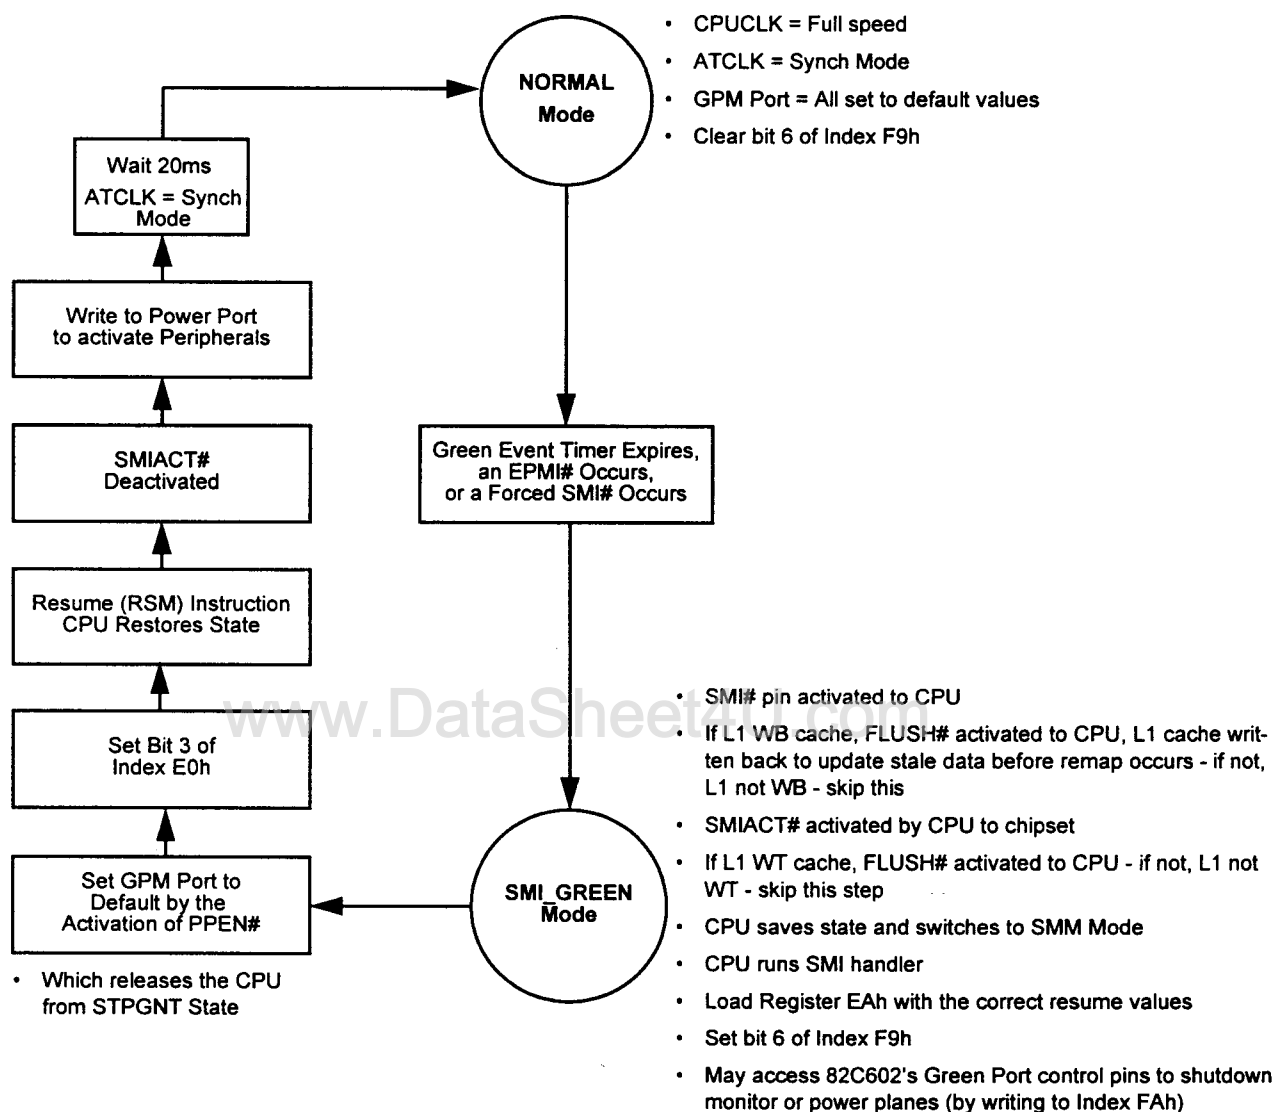 NORMAL
Mode
• CPUCLK = Full speed
• ATCLK = Synch Mode
• GPM Port = All set to default values
• Clear bit 6 of Index F9h
Wait 20ms
ATCLK = Synch
Mode
Write to Power Port
to activate Peripherals
SMIACT#
Deactivated
Resume (RSM) Instruction
CPU Restores State
Set Bit 3 of
Index E0h
Set GPM Port to
Default by the
Activation of PPEN#
• Which releases the CPU
from STPGNT State
Green Event Timer Expires,
an EPMI# Occurs,
or a Forced SMI# Occurs
SMI_GREEN
Mode
• SMI# pin activated to CPU
• If L1 WB cache, FLUSH# activated to CPU, L1 cache writ-
ten back to update stale data before remap occurs - if not,
L1 not WB - skip this
• SMIACT# activated by CPU to chipset
• If L1 WT cache, FLUSH# activated to CPU - if not, L1 not
WT - skip this step
• CPU saves state and switches to SMM Mode
• CPU runs SMI handler
• Load Register EAh with the correct resume values
• Set bit 6 of Index F9h
• May access 82C602's Green Port control pins to shutdown
monitor or power planes (by writing to Index FAh)
www.DataSheet4U.com